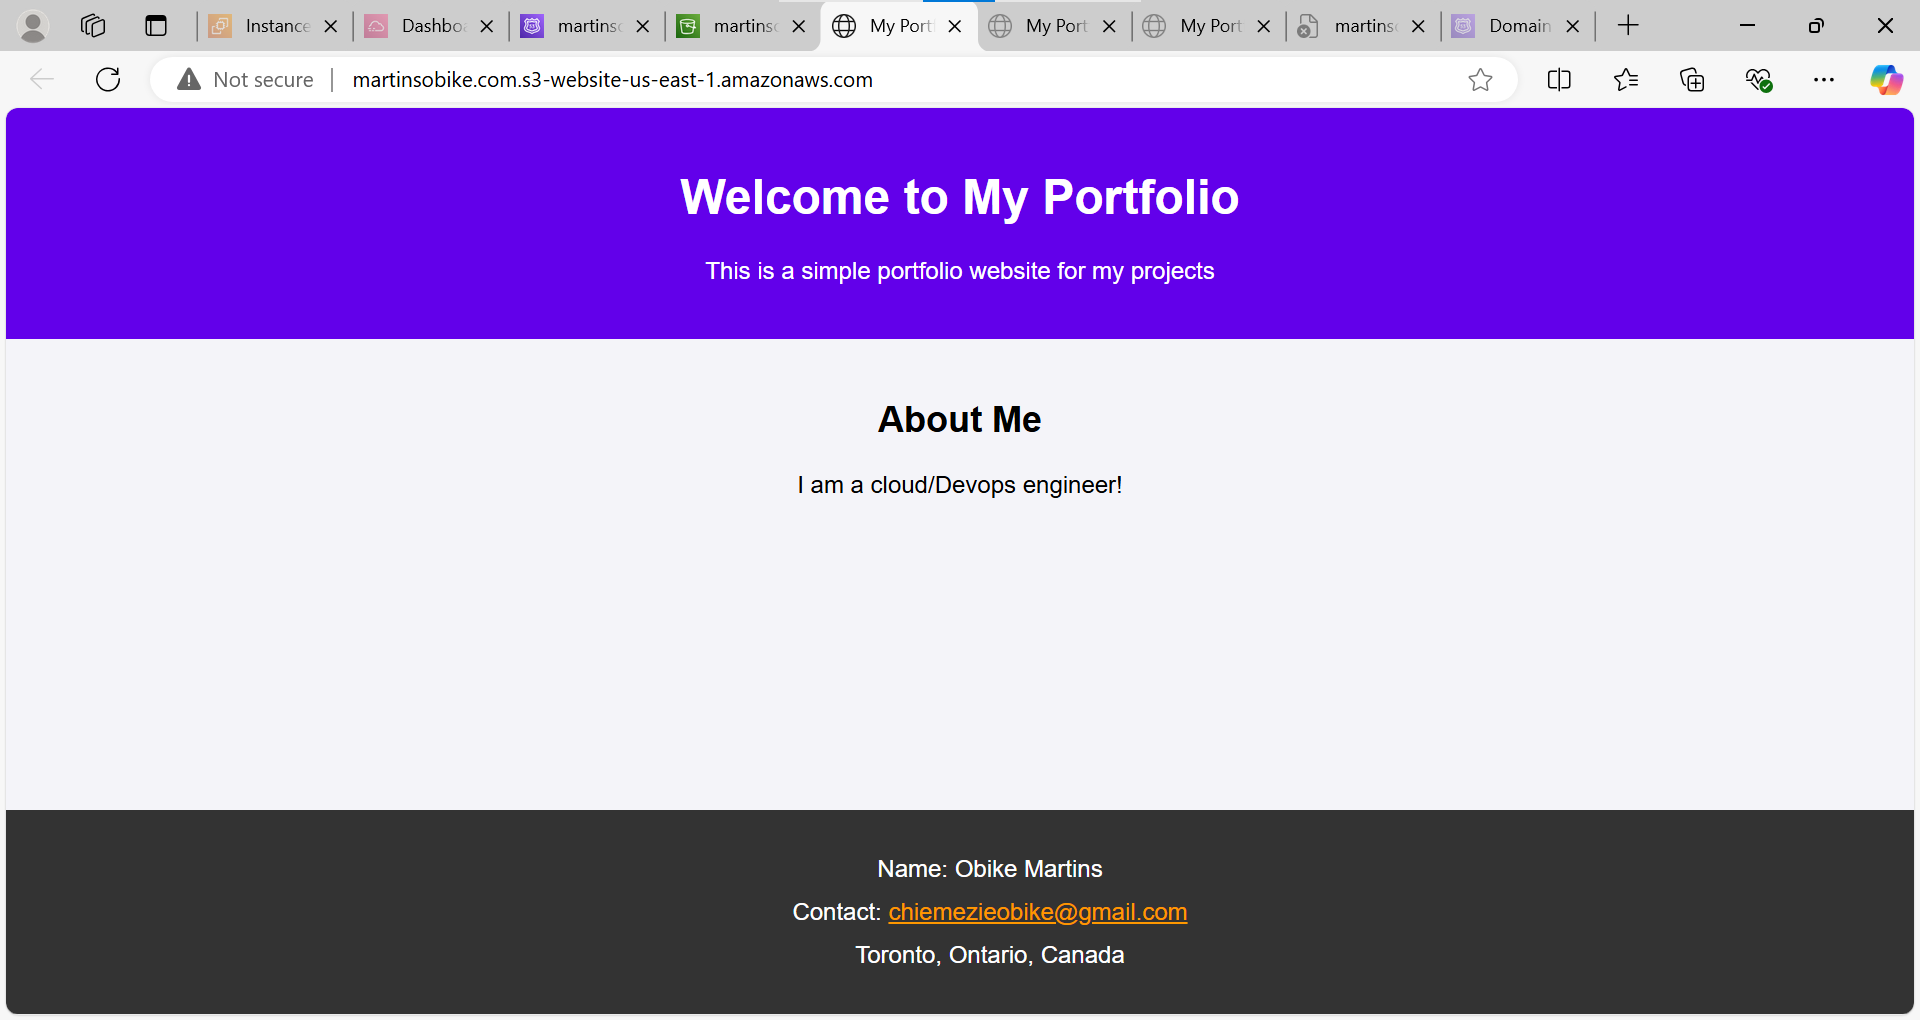 Instance
Dashbo
martins
martins
My Port
My Port
My Port
martins
Domain
Not secure
martinsobike.com.s3-website-us-east-1.amazonaws.com
Welcome to My Portfolio
This is a simple portfolio website for my projects
About Me
I am a cloud/Devops engineer!
Name: Obike Martins
Contact: chiemezieobike@gmail.com
Toronto, Ontario, Canada